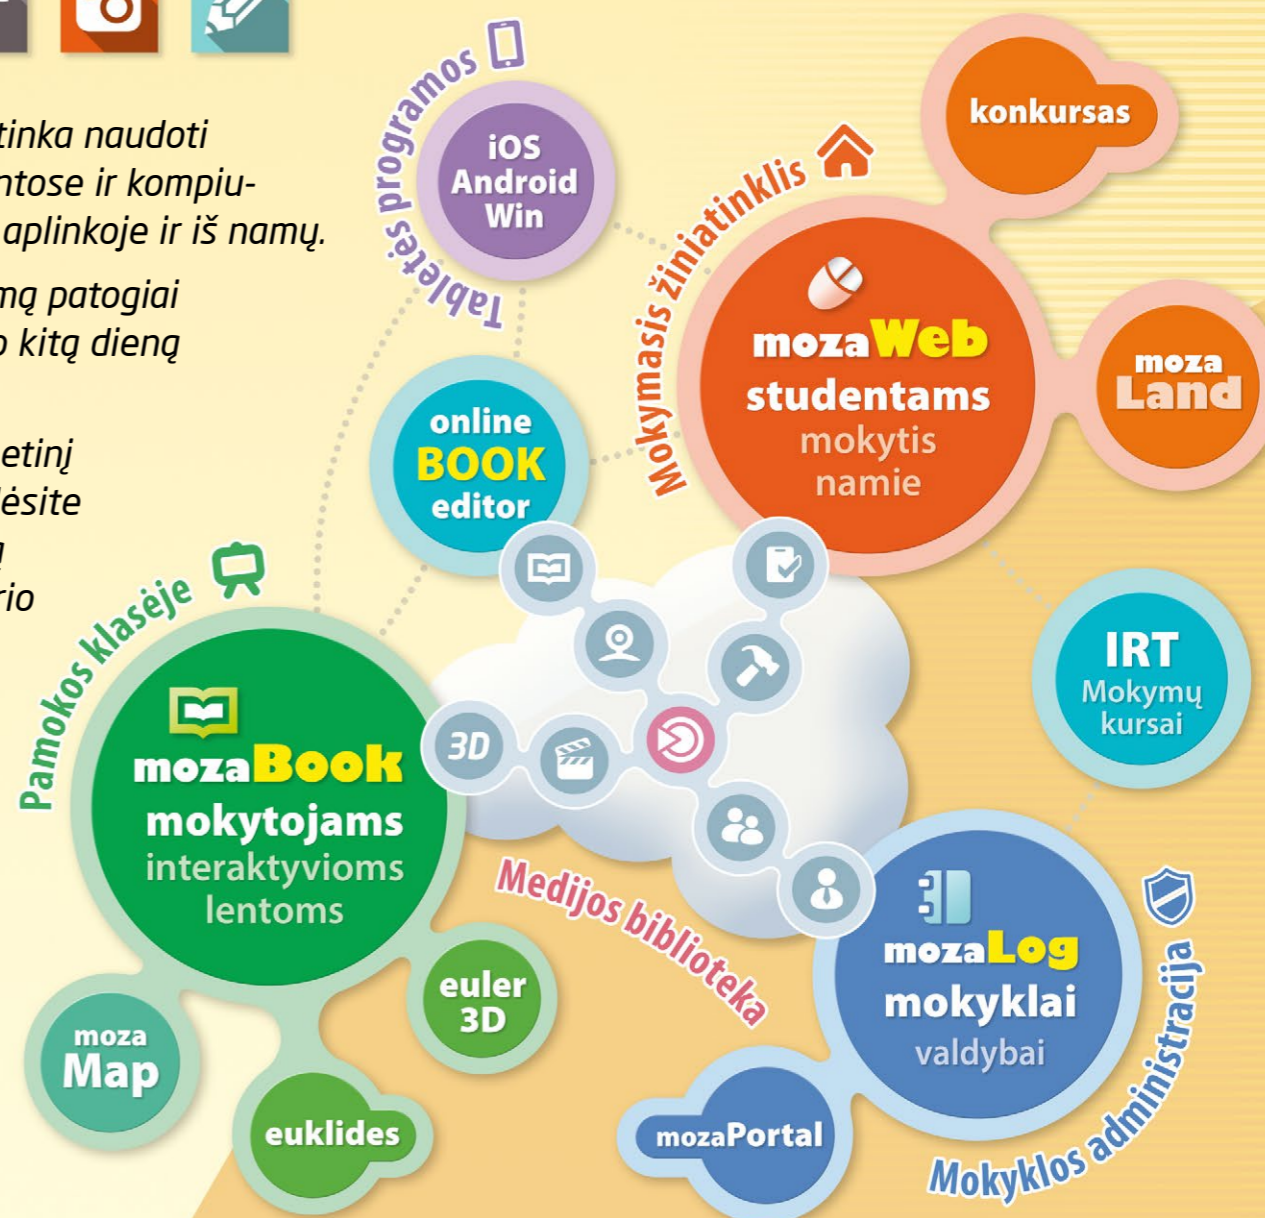 tinka naudoti
ntose ir kompiu-
aplinkoje ir iš namų.
mą patogiai
o kitą dieną
etinį
ėsite
rio
Tabletės programos
iOS
Android
Win
konkursas
Mokymasis žiniatinklis
mozaWeb
studentams
mokytis
namie
moza
Land
online
BOOK
editor
IRT
Mokymų
kursai
Pamokos klasėje
mozaBook
mokytojams
interaktyvioms
lentoms
3D
Medijos biblioteka
mozaLog
mokyklai
valdybai
Mokyklos administracija
euler
3D
moza
Map
euklides
mozaPortal